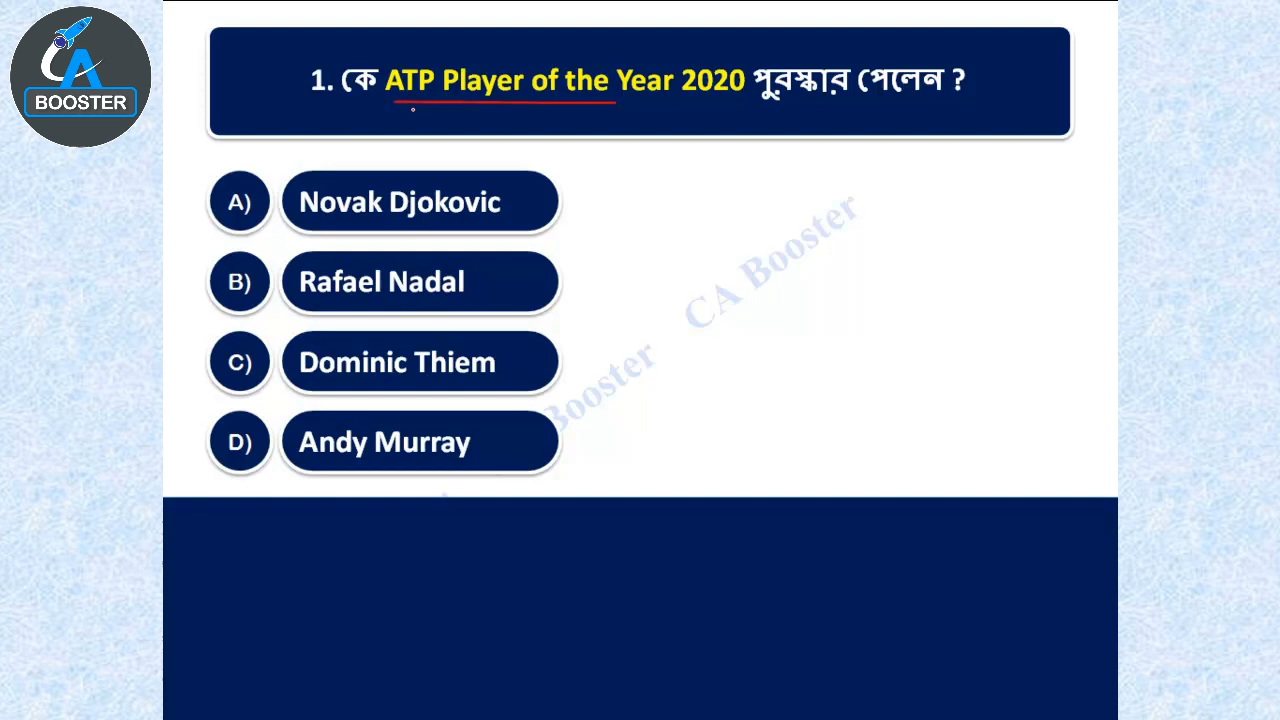 CA
BOOSTER
1. কে ATP Player of the Year 2020 পুরস্কার পেলেন ?
A) Novak Djokovic
B) Rafael Nadal
C) Dominic Thiem
D) Andy Murray
CA Booster
Booster